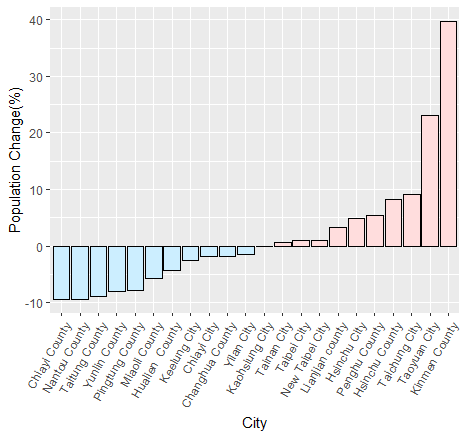 40
30
20
10
0
-10
Population Change(%)
Chiayi County
Nantou County
Taitung County
Yunlin County
Pingtung County
Miaoli County
Hualien  County
Keelung City
Chiayi City
Changhua County
Yilan City
Kaohsiung City
Tainan City
Taipei City
New Taipei City
Lianjian county
Hsinchu City
Penghu County
Hsinchu County
Taichung City
Taoyuan City
Kinmen County
City